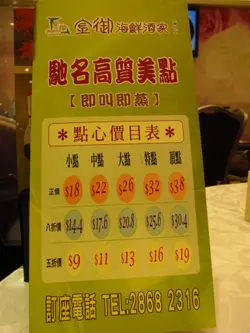 金御海鮮酒家
馳名高質美點
【即叫即蒸】
*點心價目表*
小點 中點 大點 特點 頂點
正價 $18 $22 $26 $32 $38
八折價 $14.4 $17.6 $20.8 $25.6 $30.4
五折價 $9 $11 $13 $16 $19
訂座電話 TEL:2868 2316